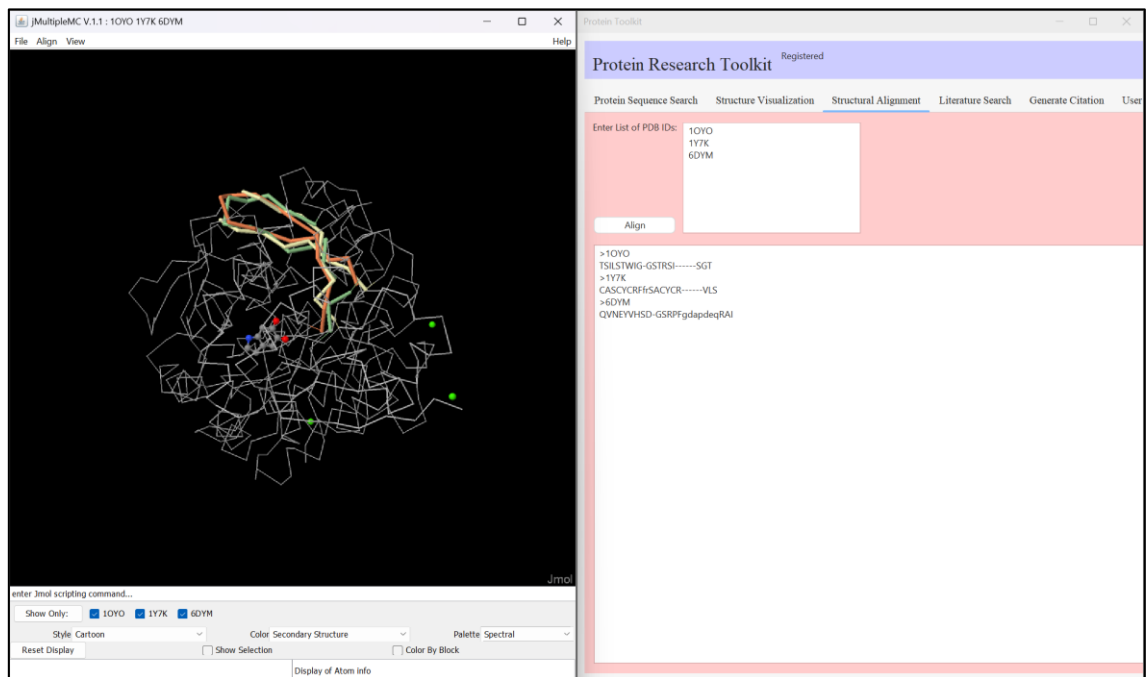 jMultipleMC V.1.1 : 1OYO 1Y7K 6DYM
File Align View Help
Jmol
enter Jmol scripting command...
Show Only: 1OYO 1Y7K 6DYM
Style Cartoon Color Secondary Structure Palette Spectral
Reset Display Show Selection Color By Block
Display of Atom info
Protein Toolkit
Protein Research Toolkit Registered
Protein Sequence Search Structure Visualization Structural Alignment Literature Search Generate Citation User
Enter List of PDB IDs:
1OYO
1Y7K
6DYM
Align
>1OYO
TSILSTWIG-GSTRSI------SGT
>1Y7K
CASCYCRFfrSACYCR------VLS
>6DYM
QVNEYVHSD-GSRPFgdapdeqRAI